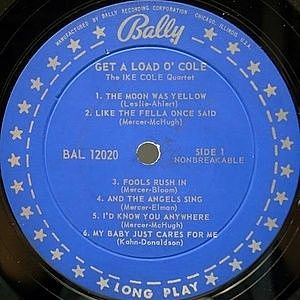 MANUFACTURED BY BALLY RECORDING CORPORATION CHICAGO, ILLINOIS U.S.A.
Bally
GET A LOAD O' COLE
The IKE COLE Quartet
1. THE MOON WAS YELLOW
(Leslie-Ahlert)
2. LIKE THE FELLA ONCE SAID
(Mercer-McHugh)
BAL 12020
SIDE 1
NONBREAKABLE
3. FOOLS RUSH IN
(Mercer-Bloom)
4. AND THE ANGELS SING
(Mercer-Elman)
5. I'D KNOW YOU ANYWHERE
(Mercer-McHugh)
6. MY BABY JUST CARES FOR ME
(Kahn-Donaldson)
LONG PLAY